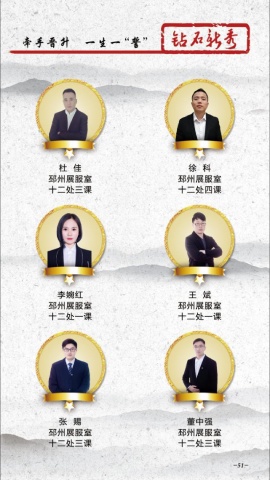 牵手晋升 一生一“誓” 钻石新秀
杜佳
邳州展服室
十二处三课
徐科
邳州展服室
十二处四课
李婉红
邳州展服室
十二处一课
王斌
邳州展服室
十二处一课
张赐
邳州展服室
十二处三课
董中强
邳州展服室
十二处三课
~51~